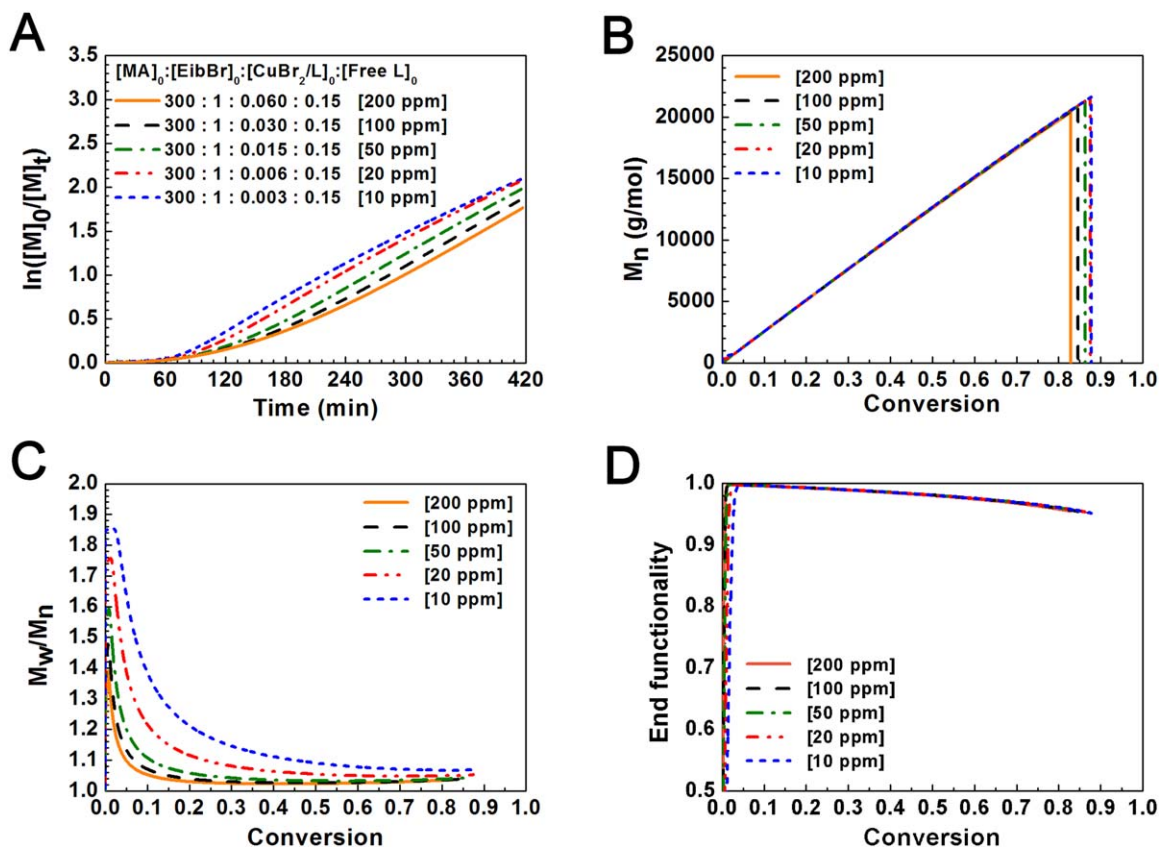 A
3.5
3.0
2.5
2.0
1.5
1.0
0.5
0.0
ln([M]0/[M]t)
[MA]0:[EibBr]0:[CuBr2/L]0:[Free L]0
300 : 1 : 0.060 : 0.15 [200 ppm]
300 : 1 : 0.030 : 0.15 [100 ppm]
300 : 1 : 0.015 : 0.15 [50 ppm]
300 : 1 : 0.006 : 0.15 [20 ppm]
300 : 1 : 0.003 : 0.15 [10 ppm]
0 60 120 180 240 300 360 420
Time (min)
B
25000
20000
15000
10000
5000
0
Mn (g/mol)
[200 ppm]
[100 ppm]
[50 ppm]
[20 ppm]
[10 ppm]
0.0 0.1 0.2 0.3 0.4 0.5 0.6 0.7 0.8 0.9 1.0
Conversion
C
2.0
1.9
1.8
1.7
1.6
1.5
1.4
1.3
1.2
1.1
1.0
Mw/Mn
[200 ppm]
[100 ppm]
[50 ppm]
[20 ppm]
[10 ppm]
0.0 0.1 0.2 0.3 0.4 0.5 0.6 0.7 0.8 0.9 1.0
Conversion
D
1.0
0.9
0.8
0.7
0.6
0.5
End functionality
[200 ppm]
[100 ppm]
[50 ppm]
[20 ppm]
[10 ppm]
0.0 0.1 0.2 0.3 0.4 0.5 0.6 0.7 0.8 0.9 1.0
Conversion